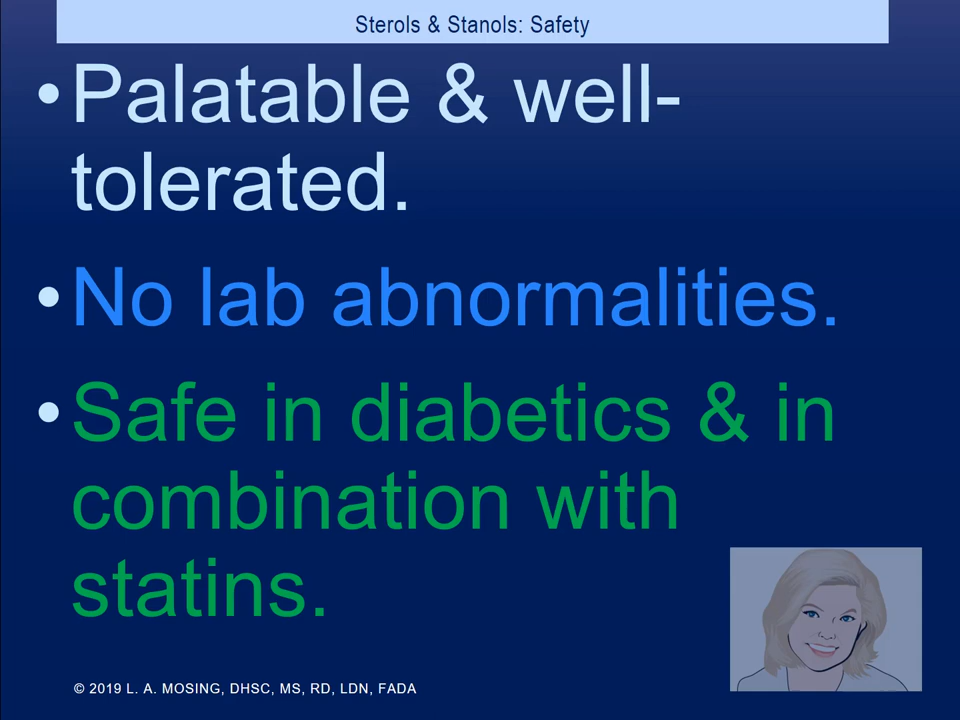 Sterols & Stanols: Safety
•Palatable & well-
tolerated.
•No lab abnormalities.
•Safe in diabetics & in
combination with
statins.
© 2019 L. A. MOSING, DHSC, MS, RD, LDN, FADA